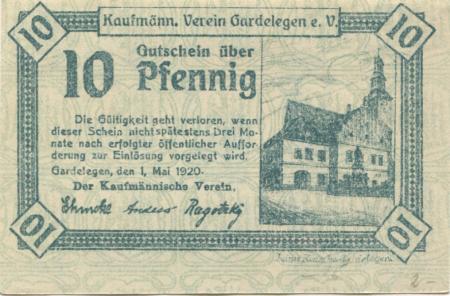 Kaufmänn. Verein Gardelegen e. V.
10
10
Gutschein über
10 Pfennig
Die Gültigkeit geht verloren, wenn
dieser Schein nicht spätestens Drei Mo-
nate nach erfolgter öffentlicher Auffor-
derung zur Einlösung vorgelegt wird.
Gardelegen, den 1. Mai 1920.
Der Kaufmännische Verein.
10
10
2-